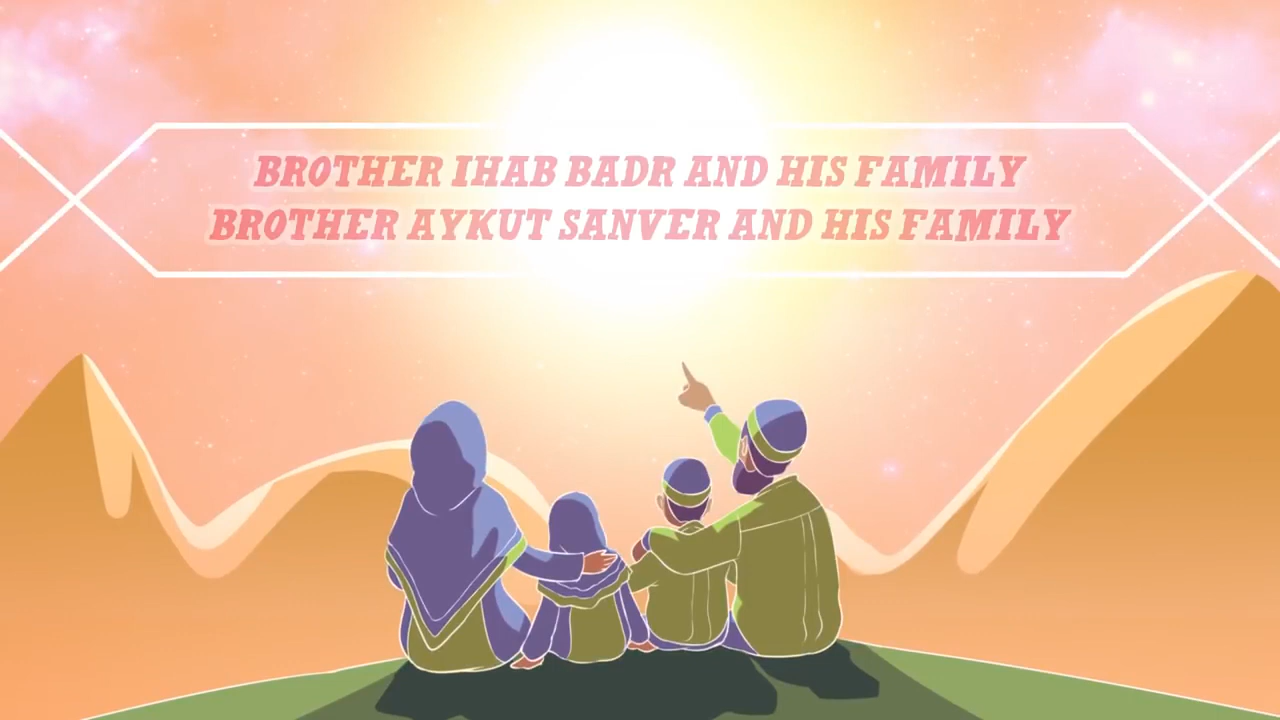 BROTHER IHAB BADR AND HIS FAMILY
BROTHER AYKUT SANVER AND HIS FAMILY